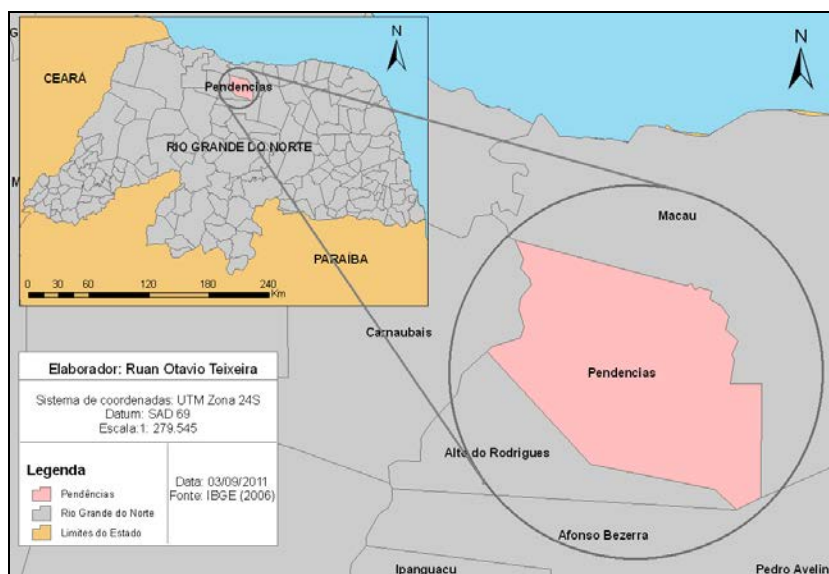 G
CEARÁ
N
Pendencias
RIO GRANDE DO NORTE
M
PARAÍBA
0 30 60 120 180 240
Km
N
Macau
Carnaubais
Pendencias
Alto do Rodrigues
Afonso Bezerra
Ipanguaçu
Pedro Avelin
Elaborador: Ruan Otavio Teixeira
Sistema de coordenadas: UTM Zona 24S
Datum: SAD 69
Escala:1: 279.545
Legenda
Pendências
Rio Grande do Norte
Limites do Estado
Data: 03/09/2011
Fonte: IBGE (2006)